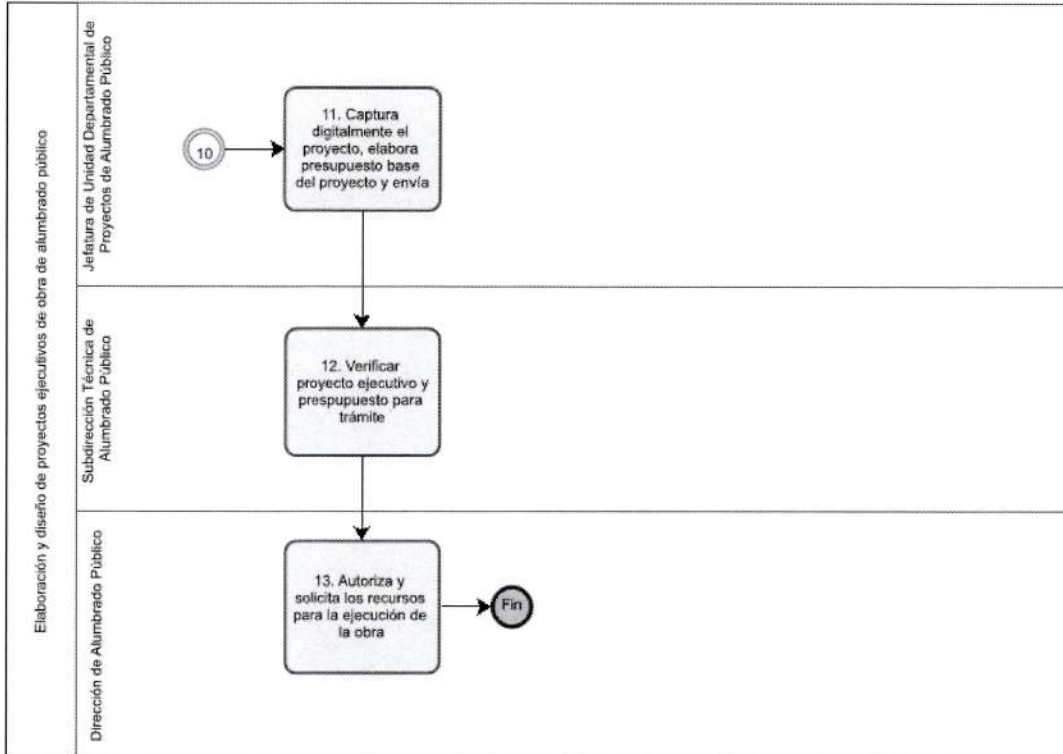 Elaboración y diseño de proyectos ejecutivos de obra de alumbrado público
Jefatura de Unidad Departamental de
Proyectos de Alumbrado Público
10
11. Captura
digitalmente el
proyecto, elabora
presupuesto base
del proyecto y envía
Subdirección Técnica de
Alumbrado Público
12. Verificar
proyecto ejecutivo y
prespupuesto para
trámite
Dirección de Alumbrado Público
13. Autoriza y
solicita los recursos
para la ejecución de
la obra
Fin